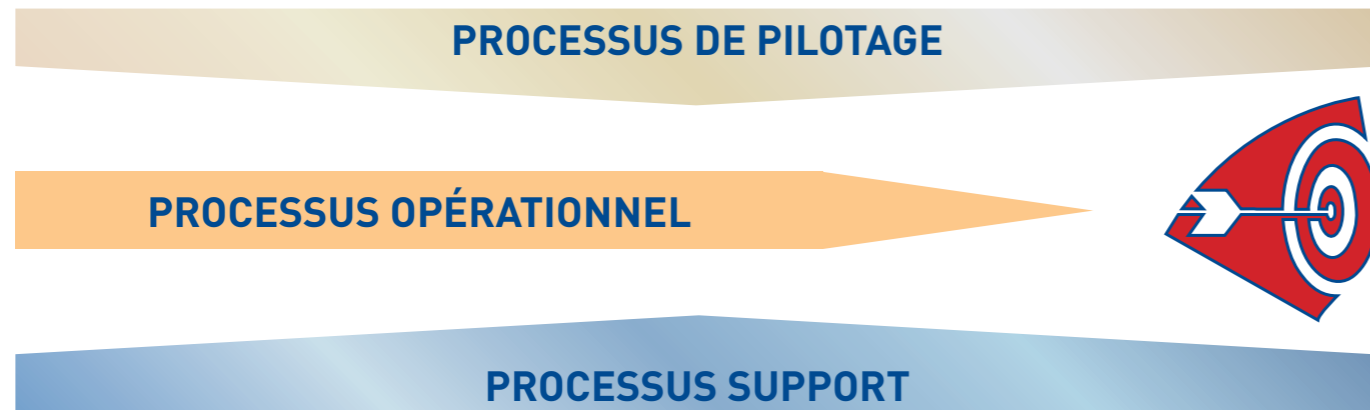 PROCESSUS DE PILOTAGE
PROCESSUS OPÉRATIONNEL
PROCESSUS SUPPORT